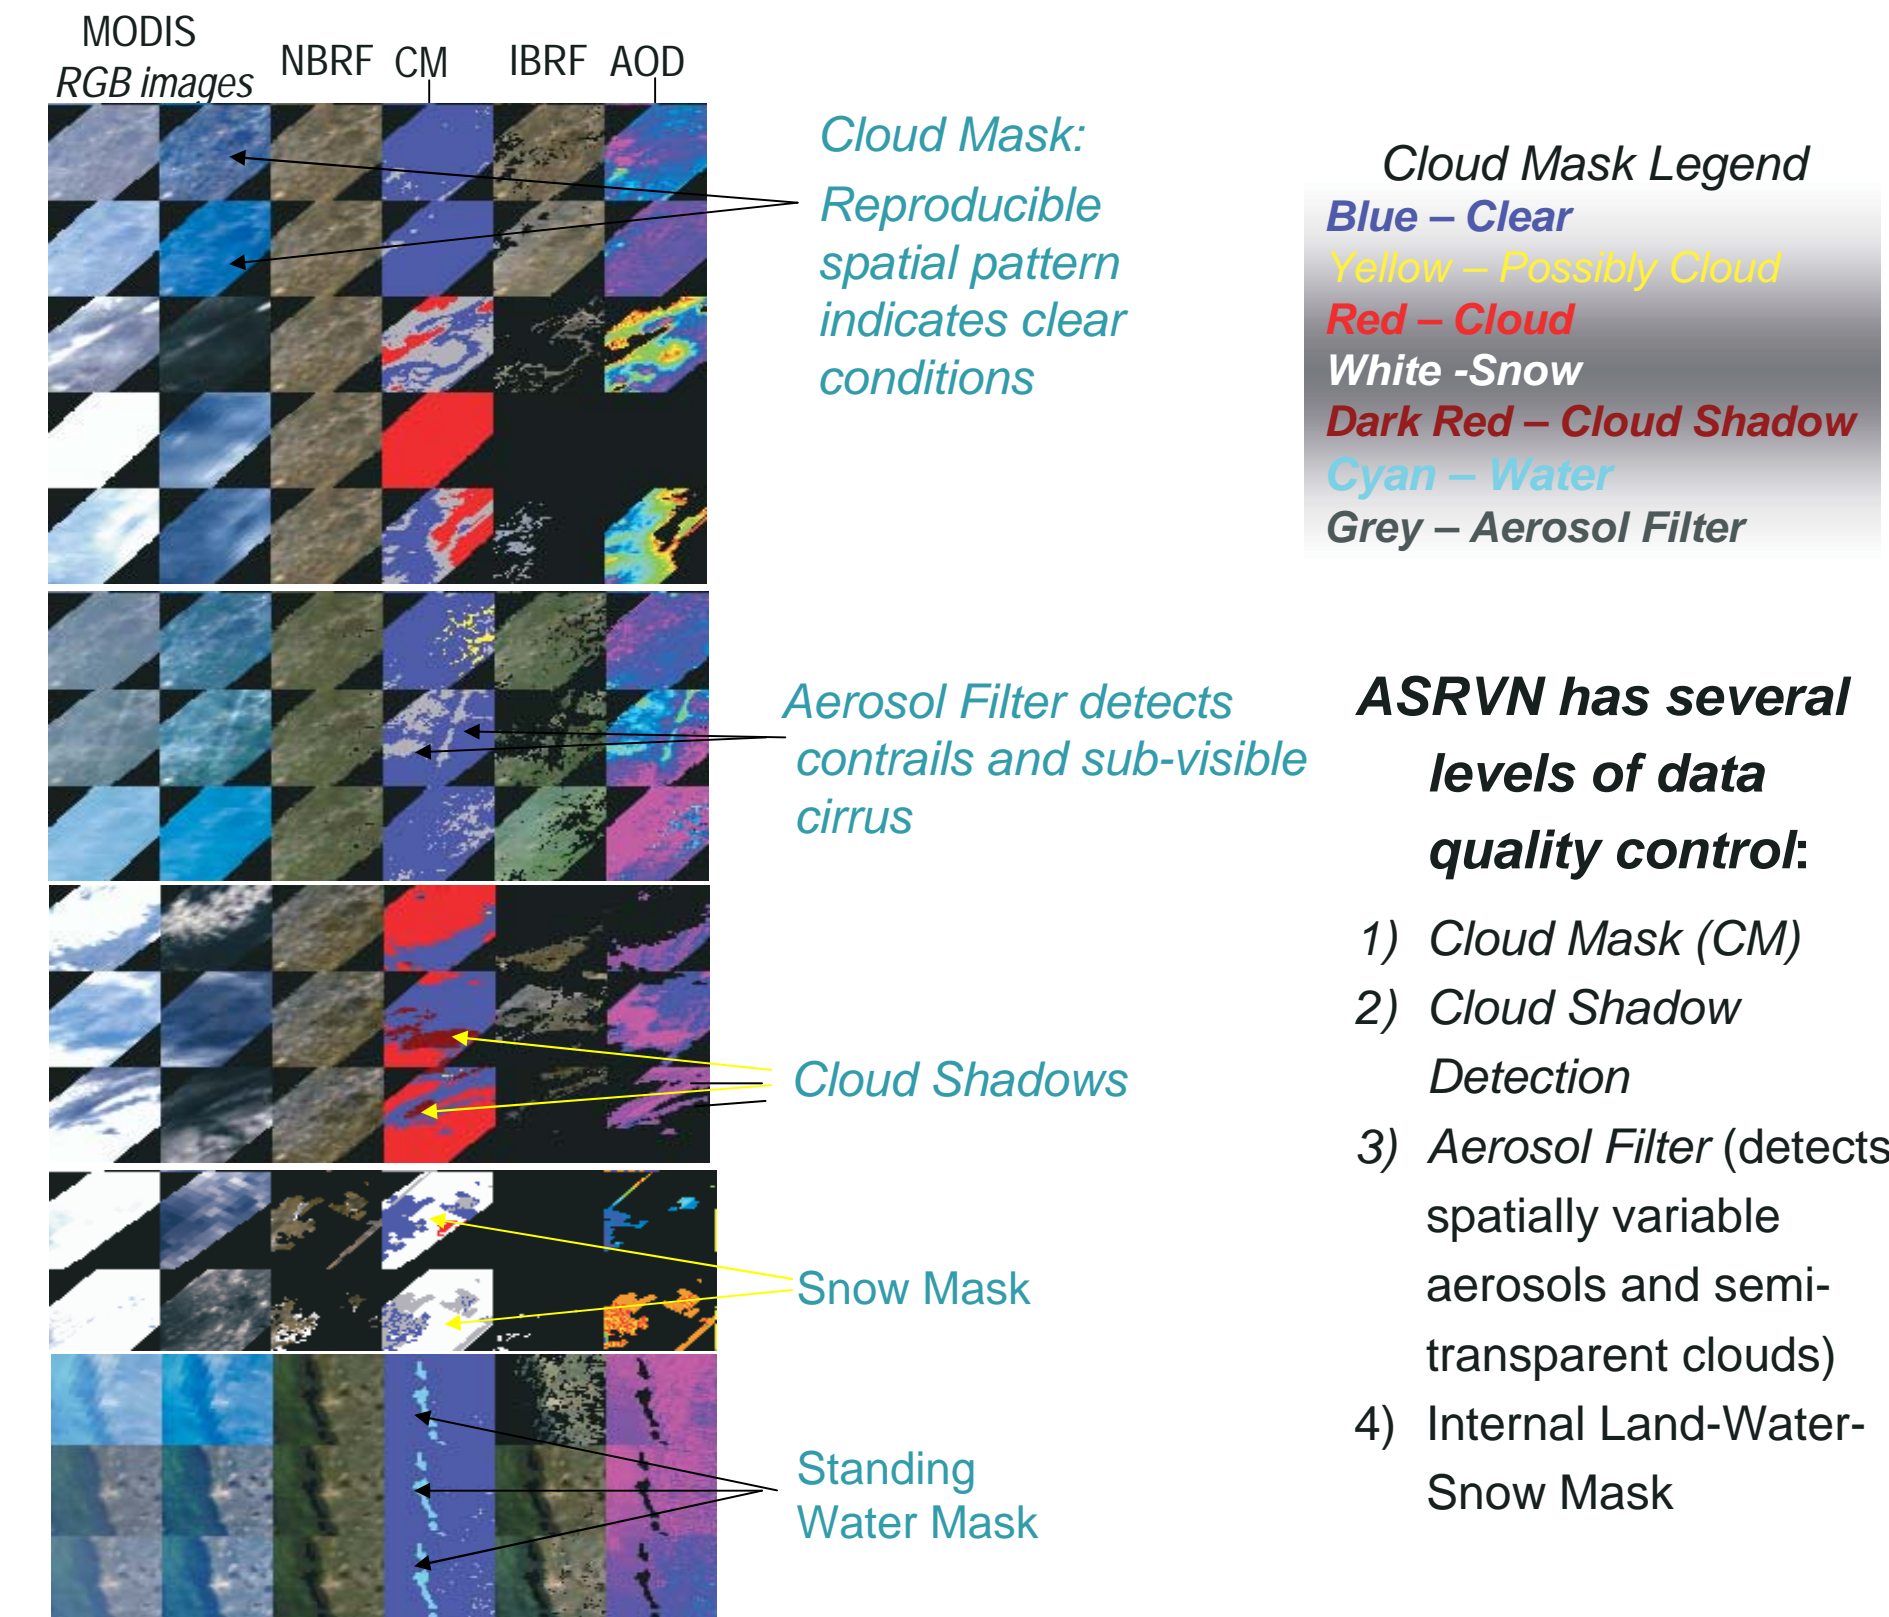 MODIS
RGB images
NBRF CM IBRF AOD
Cloud Mask:
Reproducible
spatial pattern
indicates clear
conditions
Aerosol Filter detects
contrails and sub-visible
cirrus
Cloud Shadows
Snow Mask
Standing
Water Mask
Cloud Mask Legend
Blue – Clear
Yellow – Possibly Cloud
Red – Cloud
White -Snow
Dark Red – Cloud Shadow
Cyan – Water
Grey – Aerosol Filter
ASRVN has several
levels of data
quality control:
1) Cloud Mask (CM)
2) Cloud Shadow
Detection
3) Aerosol Filter (detects
spatially variable
aerosols and semi-
transparent clouds)
4) Internal Land-Water-
Snow Mask